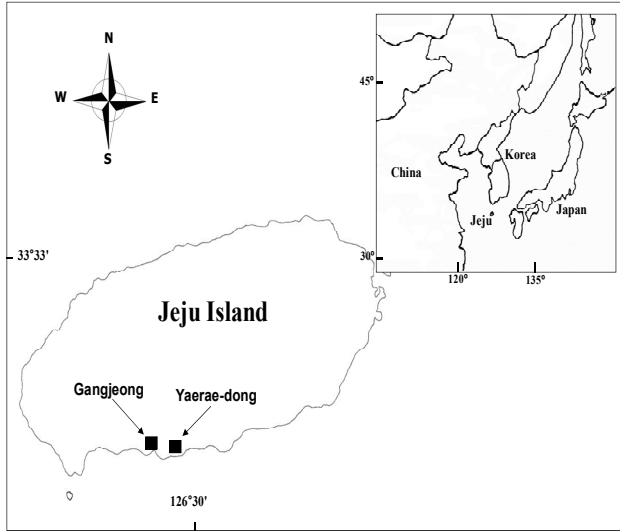 N
W E
S
33°33'
Jeju Island
Gangjeong
Yaerae-dong
126°30'
45°
30°
120°
135°
China
Korea
Jeju
Japan